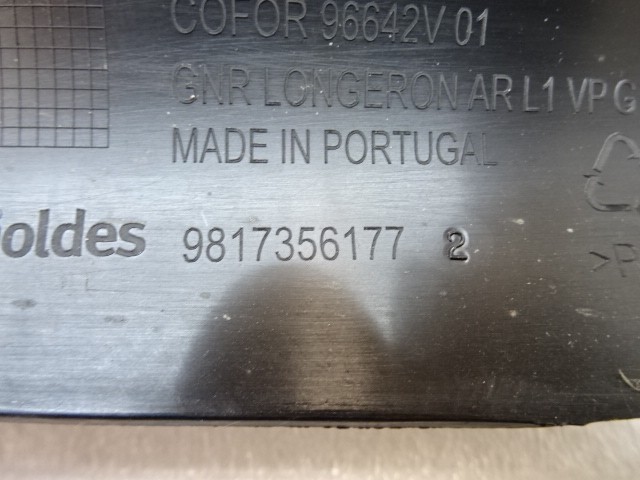 COFOR 96642V 01
GNR LONGERON AR L1 VP G
MADE IN PORTUGAL
oldes 9817356177 2
>P